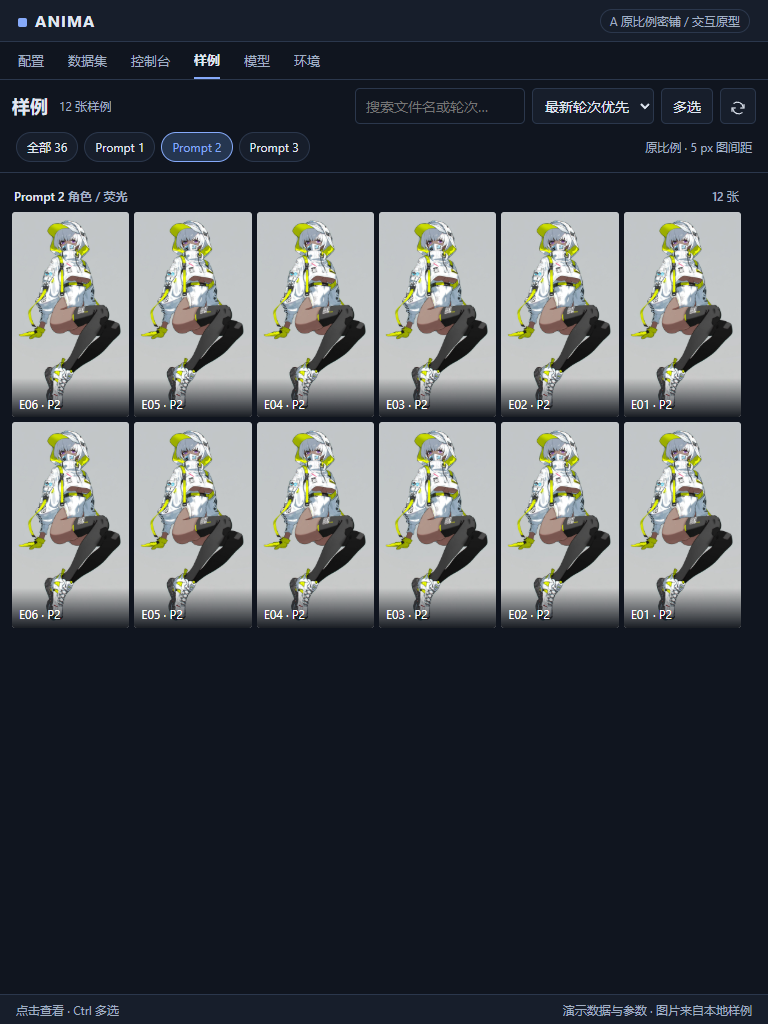 ANIMA
A 原比例密铺 / 交互原型
配置 数据集 控制台 样例 模型 环境
样例 12 张样例 搜索文件名或轮次... 最新轮次优先 多选
全部 36 Prompt 1 Prompt 2 Prompt 3 原比例 · 5 px 图间距
Prompt 2 角色 / 荧光 12 张
E06 · P2 E05 · P2 E04 · P2 E03 · P2 E02 · P2 E01 · P2
E06 · P2 E05 · P2 E04 · P2 E03 · P2 E02 · P2 E01 · P2
点击查看 · Ctrl 多选 演示数据与参数 · 图片来自本地样例